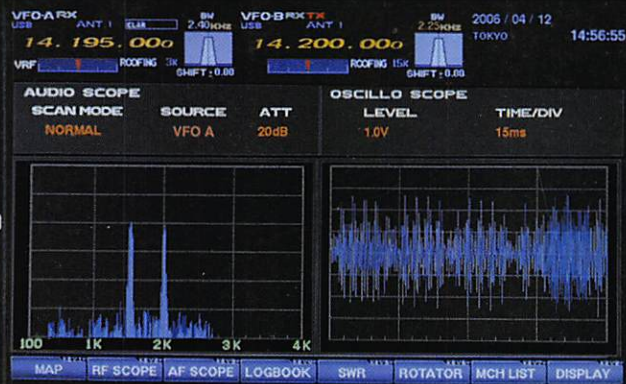 VFO-A RX
USB ANT 1 CLAR
BW
2.40KHz
14.195.000
VRF ROOFING 3K
SHIFT: 0.00
VFO-B RX TX
USB ANT 1
BW
2.25KHz
14.200.000
ROOFING 15K
SHIFT: 0.00
2006/04/12
TOKYO
14:56:55
AUDIO SCOPE
SCAN MODE SOURCE ATT
NORMAL VFO A 20dB
OSCILLO SCOPE
LEVEL TIME/DIV
1.0V 15ms
100 1K 2K 3K 4K
MAP RF SCOPE AF SCOPE LOGBOOK SWR ROTATOR MCH LIST DISPLAY